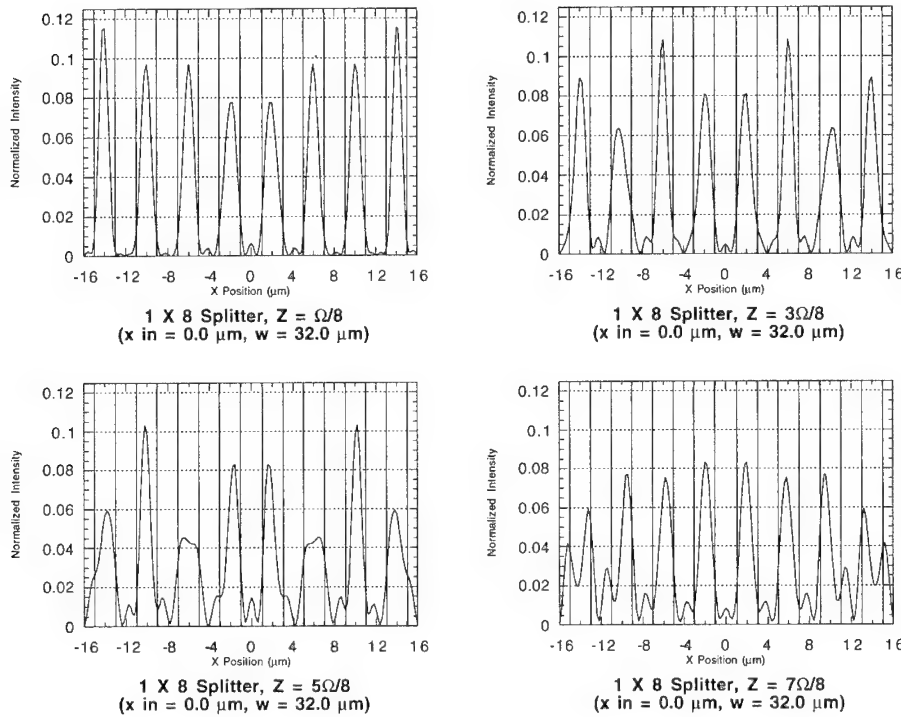 0.12
0.1
0.08
0.06
0.04
0.02
0
Normalized Intensity
-16 -12 -8 -4 0 4 8 12 16
X Position (µm)
1 X 8 Splitter, Z = Ω/8
(x in = 0.0 µm, w = 32.0 µm)
0.12
0.1
0.08
0.06
0.04
0.02
0
Normalized Intensity
-16 -12 -8 -4 0 4 8 12 16
X Position (µm)
1 X 8 Splitter, Z = 3Ω/8
(x in = 0.0 µm, w = 32.0 µm)
0.12
0.1
0.08
0.06
0.04
0.02
0
Normalized Intensity
-16 -12 -8 -4 0 4 8 12 16
X Position (µm)
1 X 8 Splitter, Z = 5Ω/8
(x in = 0.0 µm, w = 32.0 µm)
0.12
0.1
0.08
0.06
0.04
0.02
0
Normalized Intensity
-16 -12 -8 -4 0 4 8 12 16
X Position (µm)
1 X 8 Splitter, Z = 7Ω/8
(x in = 0.0 µm, w = 32.0 µm)